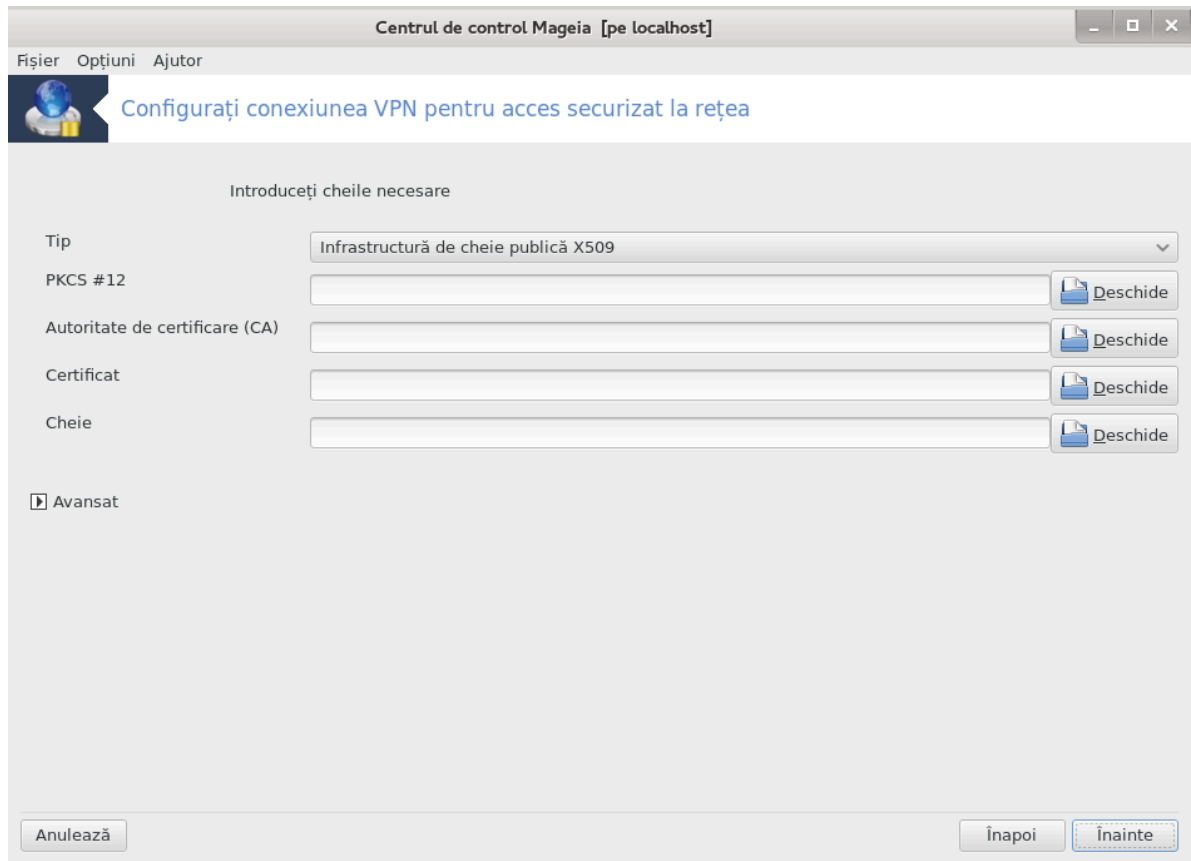 Centrul de control Mageia [pe localhost]
Fișier Opțiuni Ajutor
Configurați conexiunea VPN pentru acces securizat la rețea
Introduceți cheile necesare
Tip Infrastructură de cheie publică X509
PKCS #12 Deschide
Autoritate de certificare (CA) Deschide
Certificat Deschide
Cheie Deschide
Avansat
Anulează Înapoi Înainte